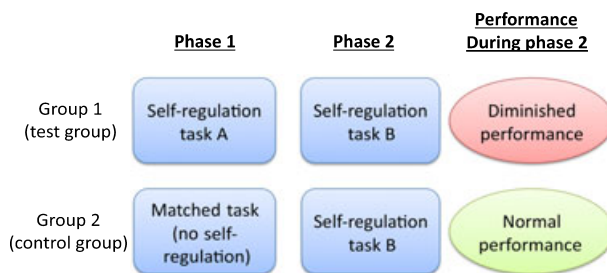 Performance
Phase 1 Phase 2 During phase 2
Group 1
(test group)
Self-regulation
task A
Self-regulation
task B
Diminished
performance
Group 2
(control group)
Matched task
(no self-
regulation)
Self-regulation
task B
Normal
performance